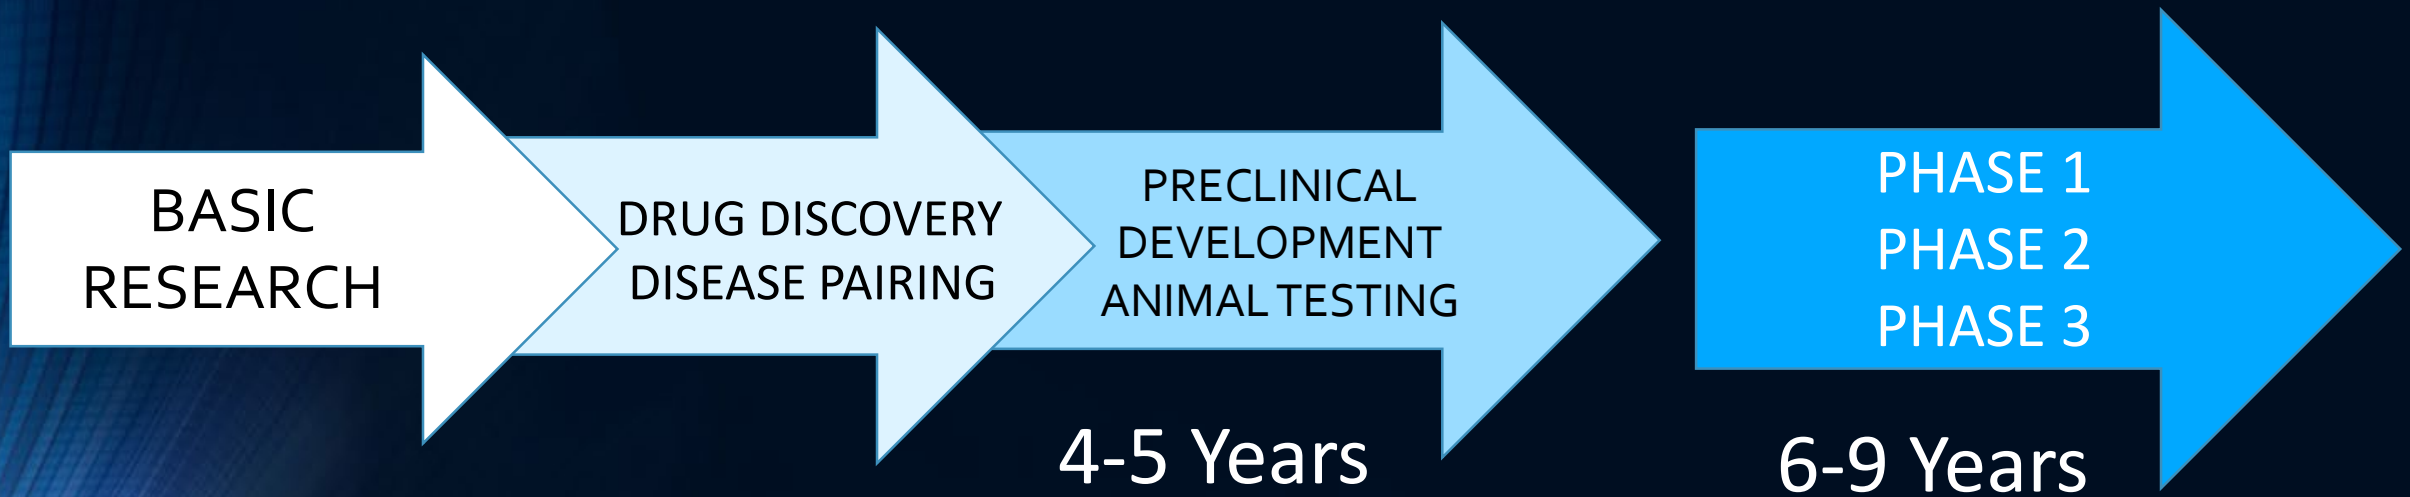 BASIC
RESEARCH
DRUG DISCOVERY
DISEASE PAIRING
PRECLINICAL
DEVELOPMENT
ANIMAL TESTING
4-5 Years
PHASE 1
PHASE 2
PHASE 3
6-9 Years